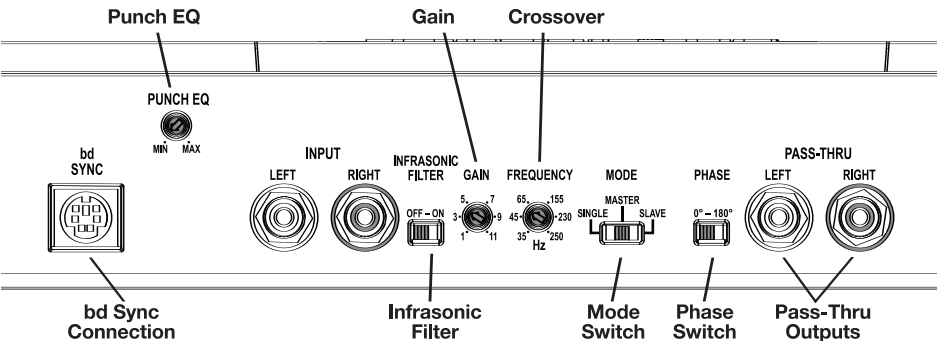 Punch EQ
Gain
Crossover
PUNCH EQ
MIN MAX
bd
SYNC
INPUT
LEFT
RIGHT
INFRASONIC
FILTER
OFF – ON
GAIN
5 7
3 9
1 11
FREQUENCY
65 155
45 230
35 250
Hz
MODE
MASTER
SINGLE SLAVE
PHASE
0° – 180°
PASS-THRU
LEFT
RIGHT
bd Sync
Connection
Infrasonic
Filter
Mode
Switch
Phase
Switch
Pass-Thru
Outputs